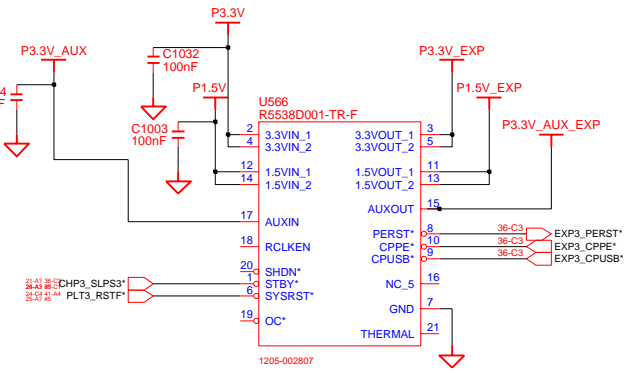 P3.3V
P3.3V_AUX
C1032
100nF
P3.3V_EXP
P1.5V
P1.5V_EXP
C1003
100nF
U566
R5538D001-TR-F
P3.3V_AUX_EXP
2 3.3VIN_1 3.3VOUT_1 3
4 3.3VIN_2 3.3VOUT_2 5
12 1.5VIN_1 1.5VOUT_1 11
14 1.5VIN_2 1.5VOUT_2 13
AUXOUT 15
17 AUXIN
PERST* 8 36-C3 EXP3_PERST*
18 RCLKEN CPPE* 10 36-C3 EXP3_CPPE*
CPUSB* 9 36-C3 EXP3_CPUSB*
20 SHDN*
CHP3_SLPS3* 1 STBY* NC_5 16
PLT3_RSTF* 6 SYSRST*
GND 7
19 OC*
THERMAL 21
1205-002807